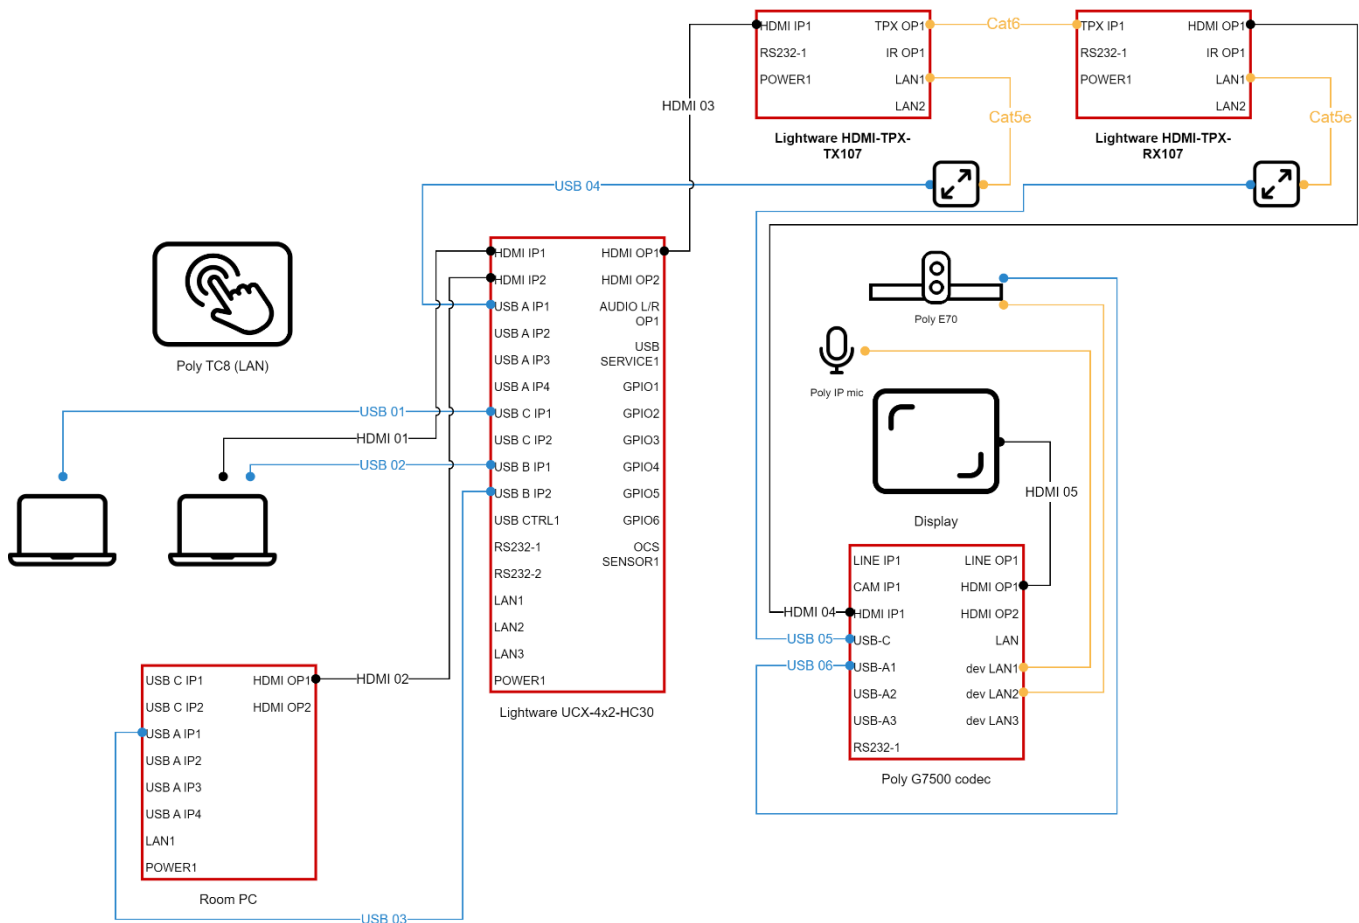 HDMI IP1
TPX OP1
RS232-1
IR OP1
POWER1
LAN1
LAN2
Lightware HDMI-TPX-
TX107
Cat6
TPX IP1
HDMI OP1
RS232-1
IR OP1
POWER1
LAN1
LAN2
Lightware HDMI-TPX-
RX107
Cat5e
Cat5e
HDMI 03
USB 04
HDMI IP1
HDMI OP1
HDMI IP2
HDMI OP2
USB A IP1
AUDIO L/R
OP1
USB A IP2
USB
SERVICE1
USB A IP3
USB A IP4
GPIO1
USB C IP1
GPIO2
USB C IP2
GPIO3
USB B IP1
GPIO4
USB B IP2
GPIO5
USB CTRL1
GPIO6
RS232-1
OCS
SENSOR1
RS232-2
LAN1
LAN2
LAN3
POWER1
Lightware UCX-4x2-HC30
Poly TC8 (LAN)
USB 01
HDMI 01
USB 02
HDMI 02
USB C IP1
HDMI OP1
USB C IP2
HDMI OP2
USB A IP1
USB A IP2
USB A IP3
USB A IP4
LAN1
POWER1
Room PC
USB 03
Poly E70
Poly IP mic
Display
HDMI 05
HDMI 04
USB 05
USB 06
LINE IP1
LINE OP1
CAM IP1
HDMI OP1
HDMI IP1
HDMI OP2
USB-C
LAN
USB-A1
dev LAN1
USB-A2
dev LAN2
USB-A3
dev LAN3
RS232-1
Poly G7500 codec